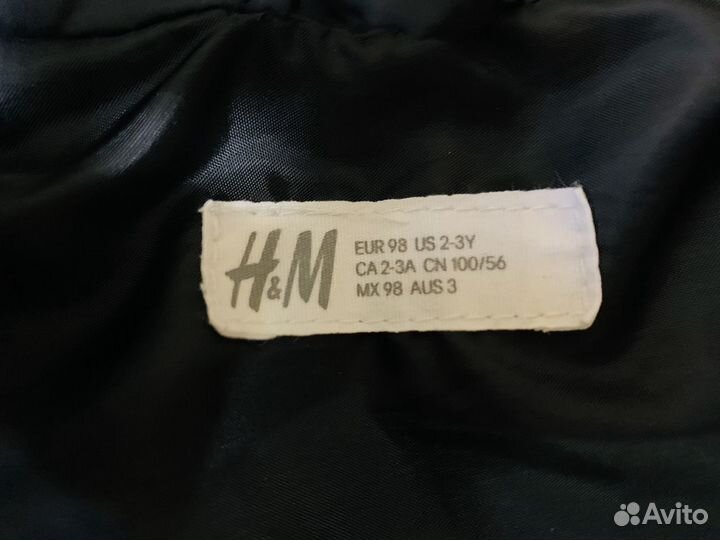 H&M
EUR 98 US 2-3Y
CA 2-3A CN 100/56
MX 98 AUS 3
Avito